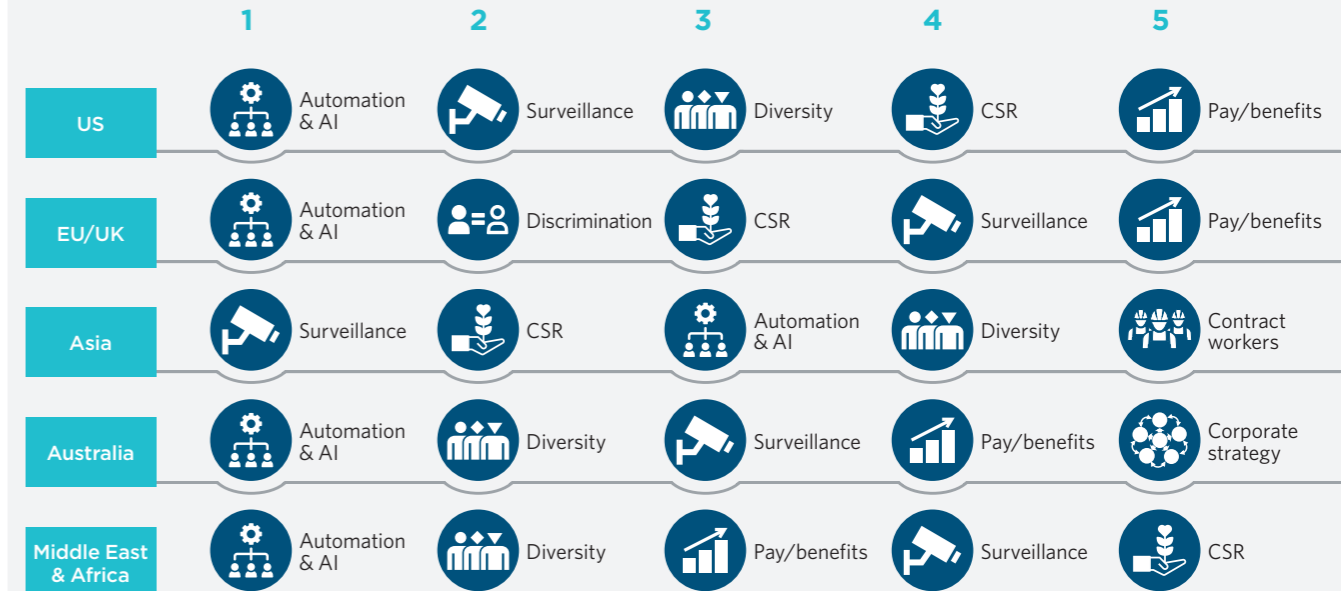 1 2 3 4 5
US
Automation
& AI
Surveillance
Diversity
CSR
Pay/benefits
EU/UK
Automation
& AI
Discrimination
CSR
Surveillance
Pay/benefits
Asia
Surveillance
CSR
Automation
& AI
Diversity
Contract
workers
Australia
Automation
& AI
Diversity
Surveillance
Pay/benefits
Corporate
strategy
Middle East
& Africa
Automation
& AI
Diversity
Pay/benefits
Surveillance
CSR